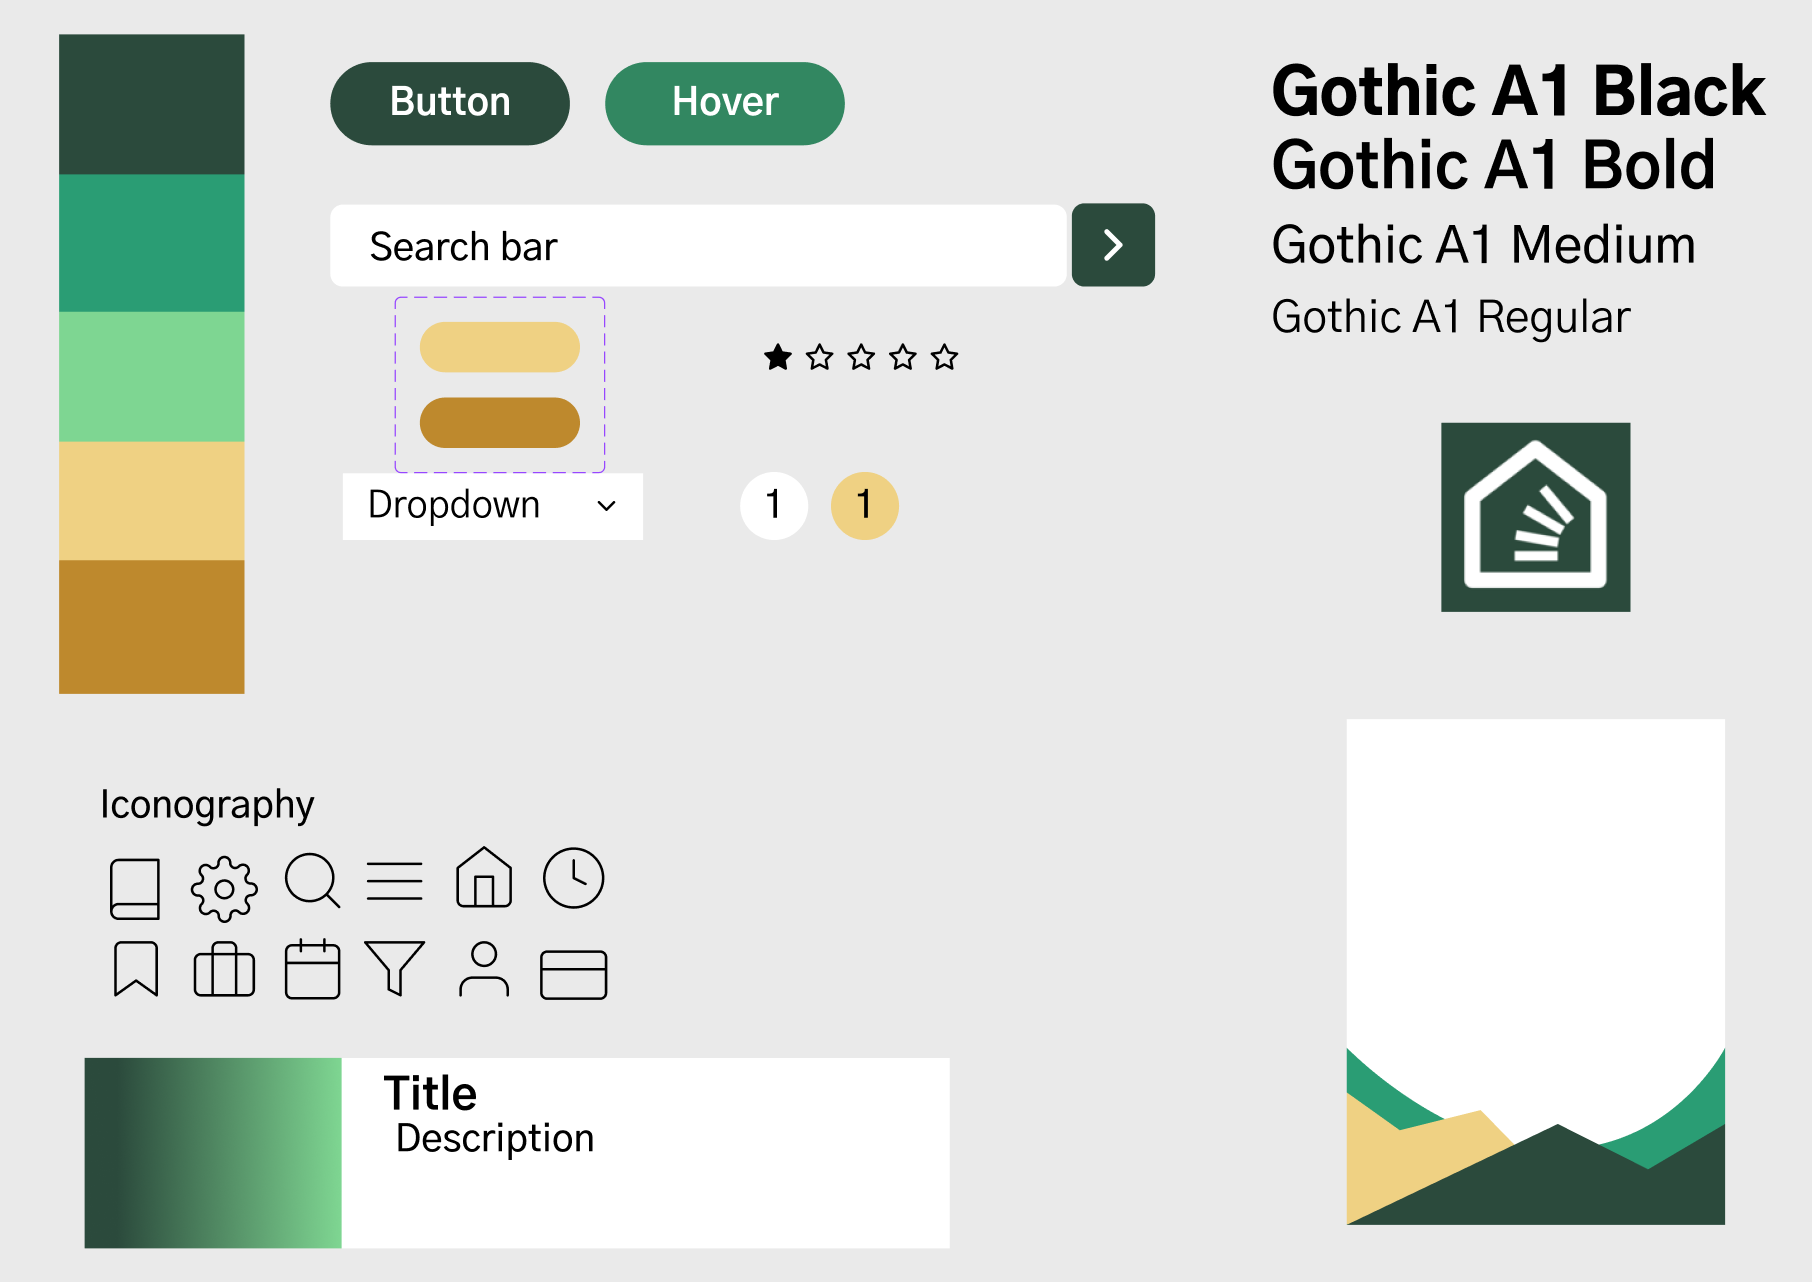 Button
Hover
Search bar
Dropdown
1
1
Gothic A1 Black
Gothic A1 Bold
Gothic A1 Medium
Gothic A1 Regular
Iconography
Title
Description